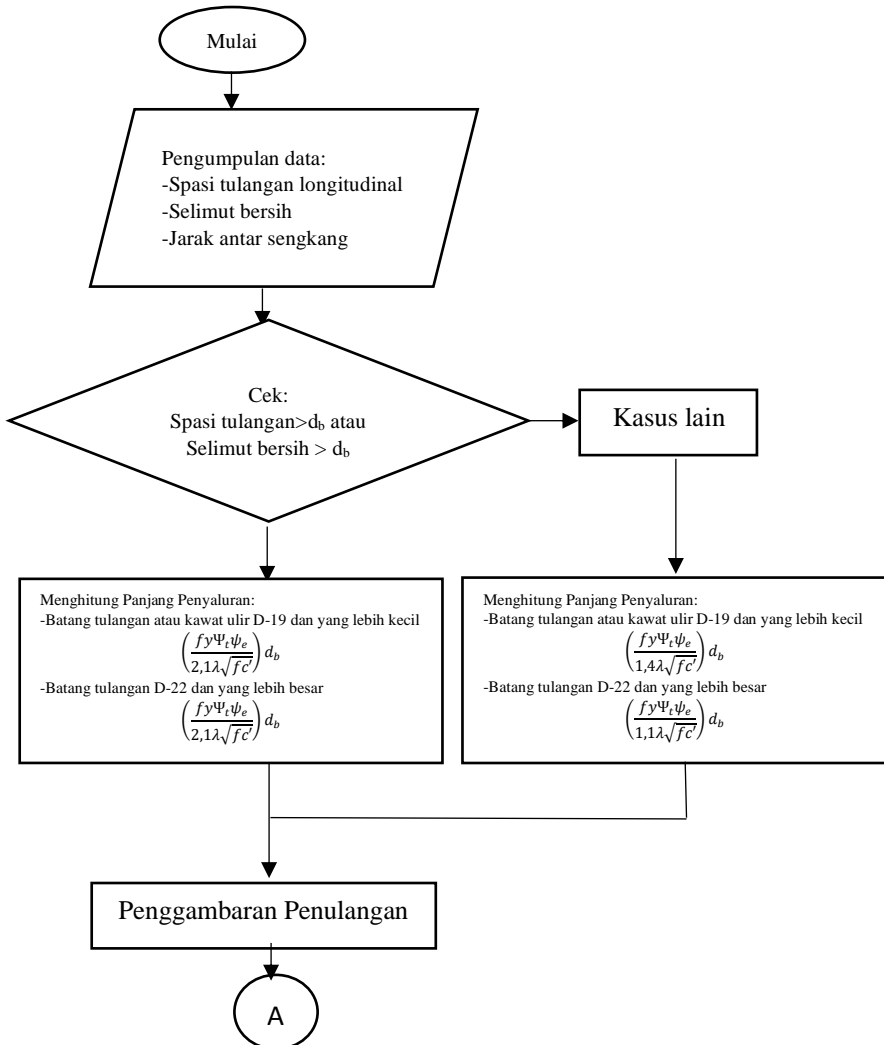 Mulai
Pengumpulan data:
-Spasi tulangan longitudinal
-Selimut bersih
-Jarak antar sengkang
Cek:
Spasi tulangan>d_b atau
Selimut bersih > d_b
Kasus lain
Menghitung Panjang Penyaluran:
-Batang tulangan atau kawat ulir D-19 dan yang lebih kecil
(fyΨ_tψ_e / 2,1λ√fc′) d_b
-Batang tulangan D-22 dan yang lebih besar
(fyΨ_tψ_e / 2,1λ√fc′) d_b
Menghitung Panjang Penyaluran:
-Batang tulangan atau kawat ulir D-19 dan yang lebih kecil
(fyΨ_tψ_e / 1,4λ√fc′) d_b
-Batang tulangan D-22 dan yang lebih besar
(fyΨ_tψ_e / 1,1λ√fc′) d_b
Penggambaran Penulangan
A